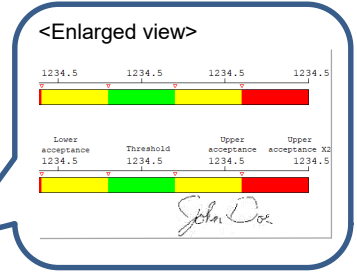 <Enlarged view>
1234.5 1234.5 1234.5 1234.5
Lower acceptance Threshold Upper acceptance Upper acceptance X2
1234.5 1234.5 1234.5 1234.5
John Doe